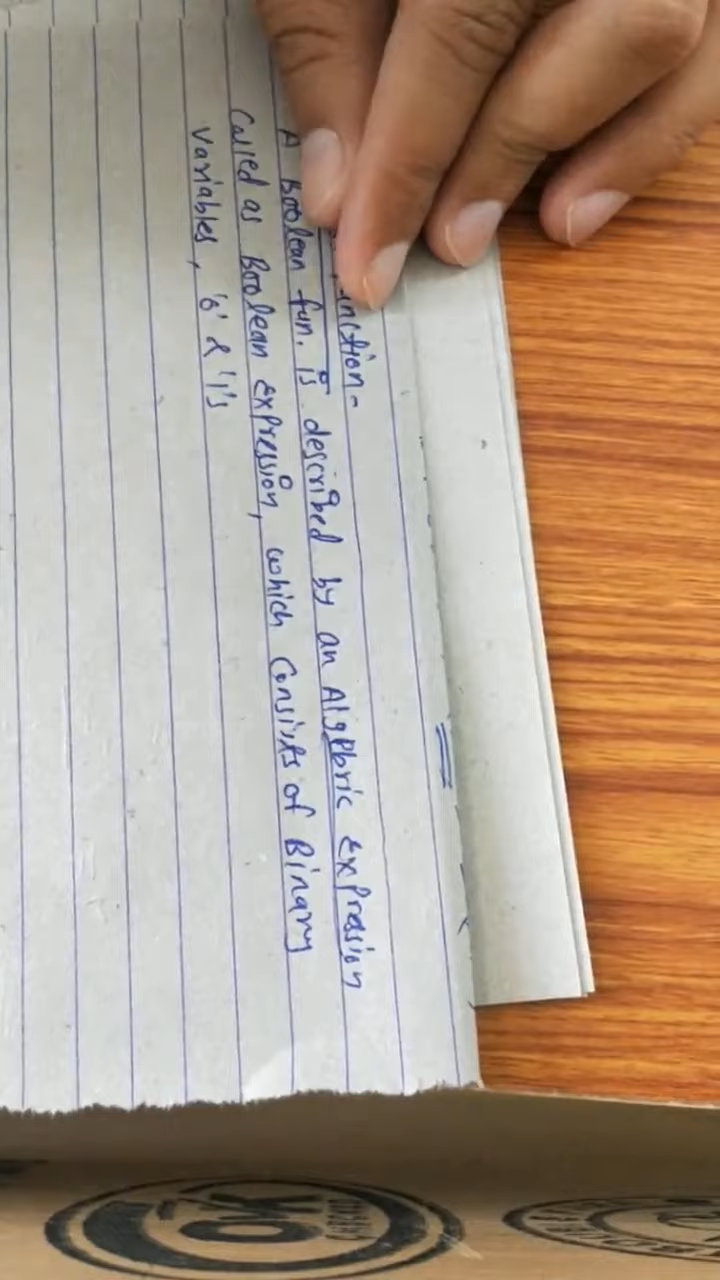 A Boolean fun. is described by an Algebric expression
Called as Boolean expression, which Consists of Binary
Variables, '0' & '1's
OK